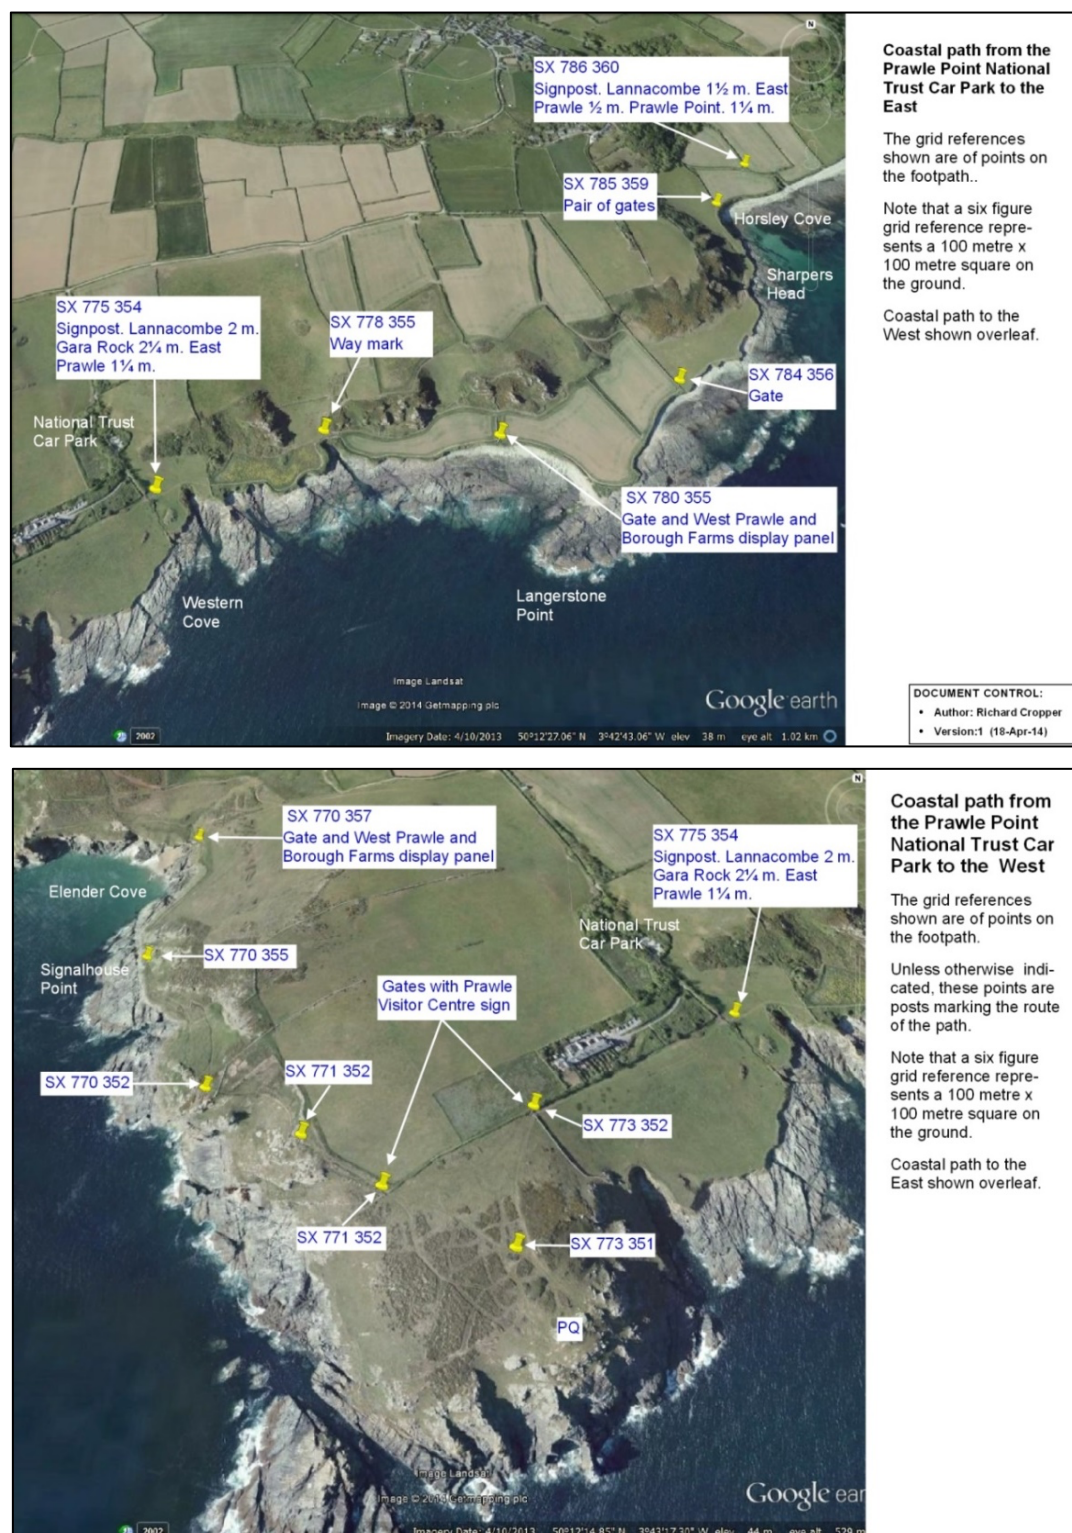 N
SX 786 360
Signpost. Lannacombe 1½ m. East
Prawle ½ m. Prawle Point. 1¼ m.
SX 785 359
Pair of gates
Horsley Cove
Sharpers
Head
SX 775 354
Signpost. Lannacombe 2 m.
Gara Rock 2¼ m. East
Prawle 1¼ m.
SX 778 355
Way mark
SX 784 356
Gate
National Trust
Car Park
SX 780 355
Gate and West Prawle and
Borough Farms display panel
Western
Cove
Langerstone
Point
Image Landsat
Image © 2014 Getmapping plc
Google earth
2002
Imagery Date: 4/10/2013 50°12'27.06" N 3°42'43.06" W elev 38 m eye alt 1.02 km
Coastal path from the
Prawle Point National
Trust Car Park to the
East
The grid references
shown are of points on
the footpath..
Note that a six figure
grid reference repre-
sents a 100 metre x
100 metre square on
the ground.
Coastal path to the
West shown overleaf.
DOCUMENT CONTROL:
• Author: Richard Cropper
• Version:1 (18-Apr-14)
N
SX 770 357
Gate and West Prawle and
Borough Farms display panel
SX 775 354
Signpost. Lannacombe 2 m.
Gara Rock 2¼ m. East
Prawle 1¼ m.
Elender Cove
National Trust
Car Park
SX 770 355
Signalhouse
Point
Gates with Prawle
Visitor Centre sign
SX 770 352
SX 771 352
SX 773 352
SX 771 352
SX 773 351
PQ
Image Landsat
Image © 2014 Getmapping plc
Google ear
2002
Imagery Date: 4/10/2013 50°12'14.85" N 3°43'17.30" W elev 44 m eye alt 529 m
Coastal path from
the Prawle Point
National Trust Car
Park to the West
The grid references
shown are of points on
the footpath.
Unless otherwise indi-
cated, these points are
posts marking the route
of the path.
Note that a six figure
grid reference repre-
sents a 100 metre x
100 metre square on
the ground.
Coastal path to the
East shown overleaf.